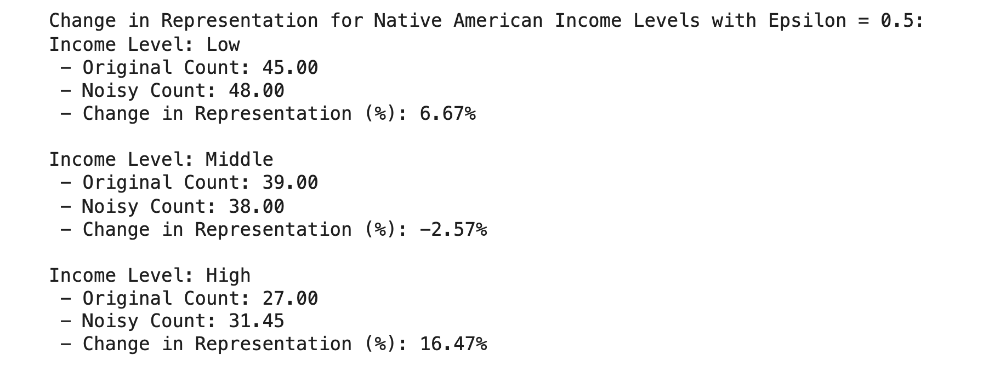 Change in Representation for Native American Income Levels with Epsilon = 0.5:
Income Level: Low
– Original Count: 45.00
– Noisy Count: 48.00
– Change in Representation (%): 6.67%
Income Level: Middle
– Original Count: 39.00
– Noisy Count: 38.00
– Change in Representation (%): –2.57%
Income Level: High
– Original Count: 27.00
– Noisy Count: 31.45
– Change in Representation (%): 16.47%